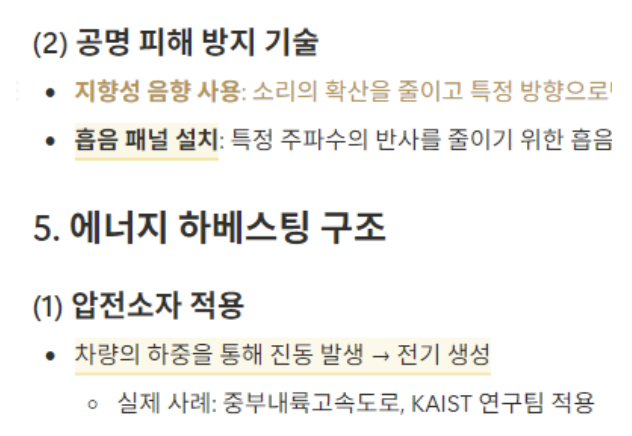 (2) 공명 피해 방지 기술
• 지향성 음향 사용: 소리의 확산을 줄이고 특정 방향으로
• 흡음 패널 설치: 특정 주파수의 반사를 줄이기 위한 흡음
5. 에너지 하베스팅 구조
(1) 압전소자 적용
• 차량의 하중을 통해 진동 발생 → 전기 생성
○ 실제 사례: 중부내륙고속도로, KAIST 연구팀 적용